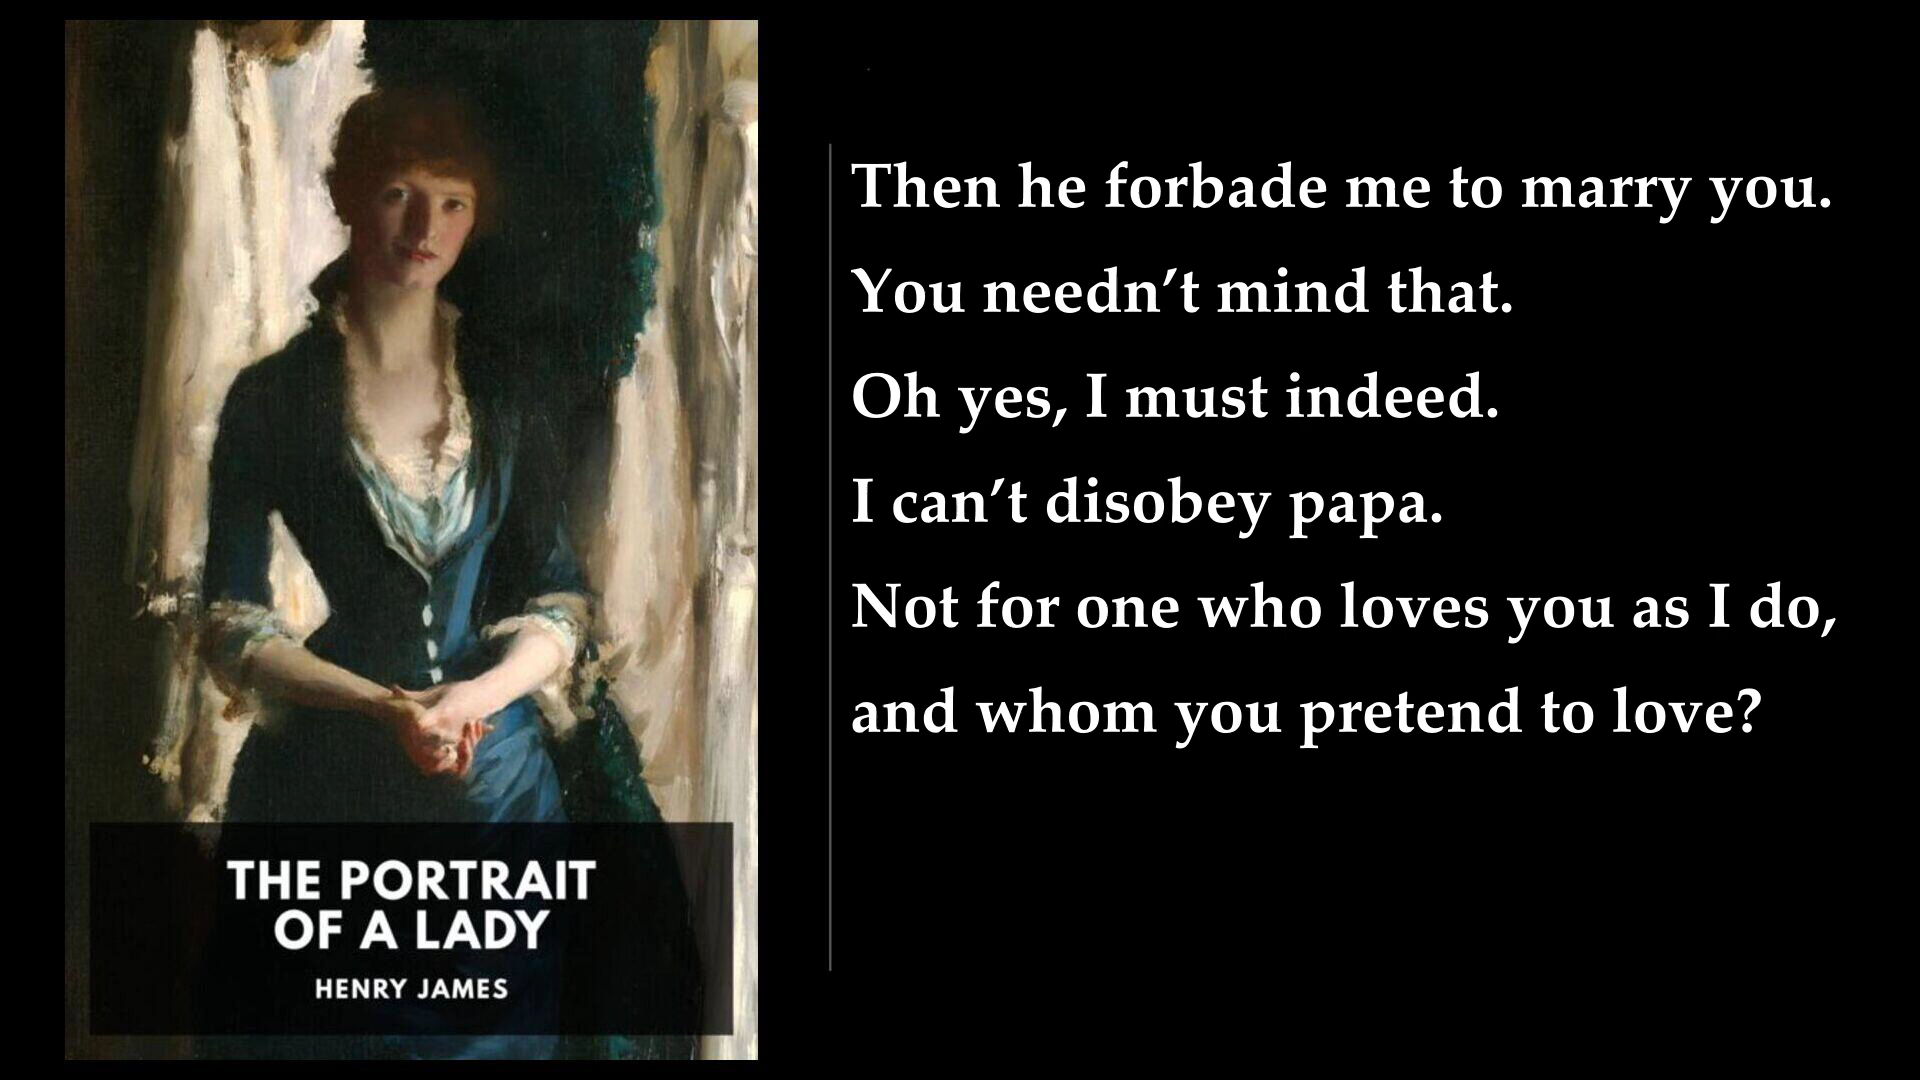 THE PORTRAIT
OF A LADY
HENRY JAMES
Then he forbade me to marry you.
You needn’t mind that.
Oh yes, I must indeed.
I can’t disobey papa.
Not for one who loves you as I do,
and whom you pretend to love?